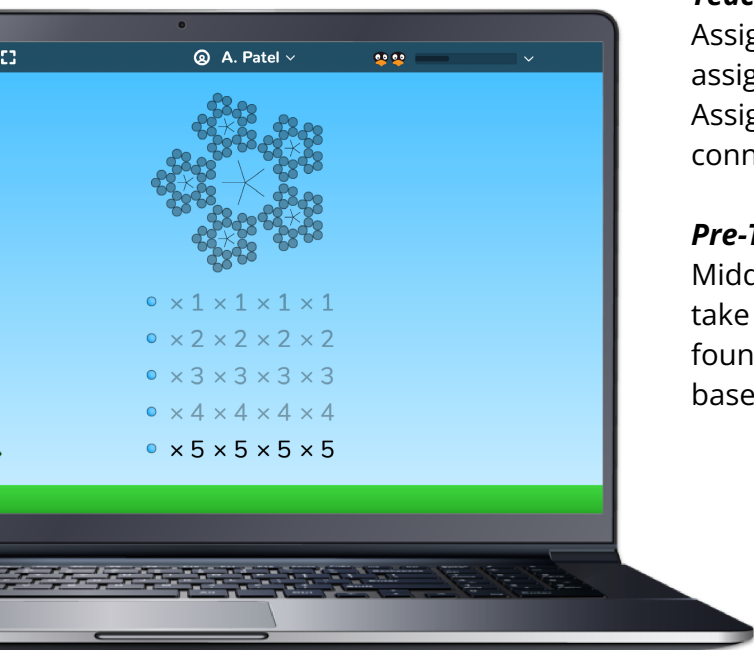 A. Patel
× 1 × 1 × 1 × 1
× 2 × 2 × 2 × 2
× 3 × 3 × 3 × 3
× 4 × 4 × 4 × 4
× 5 × 5 × 5 × 5
Assig
assig
Assig
conn
Pre-T
Midd
take
foun
base